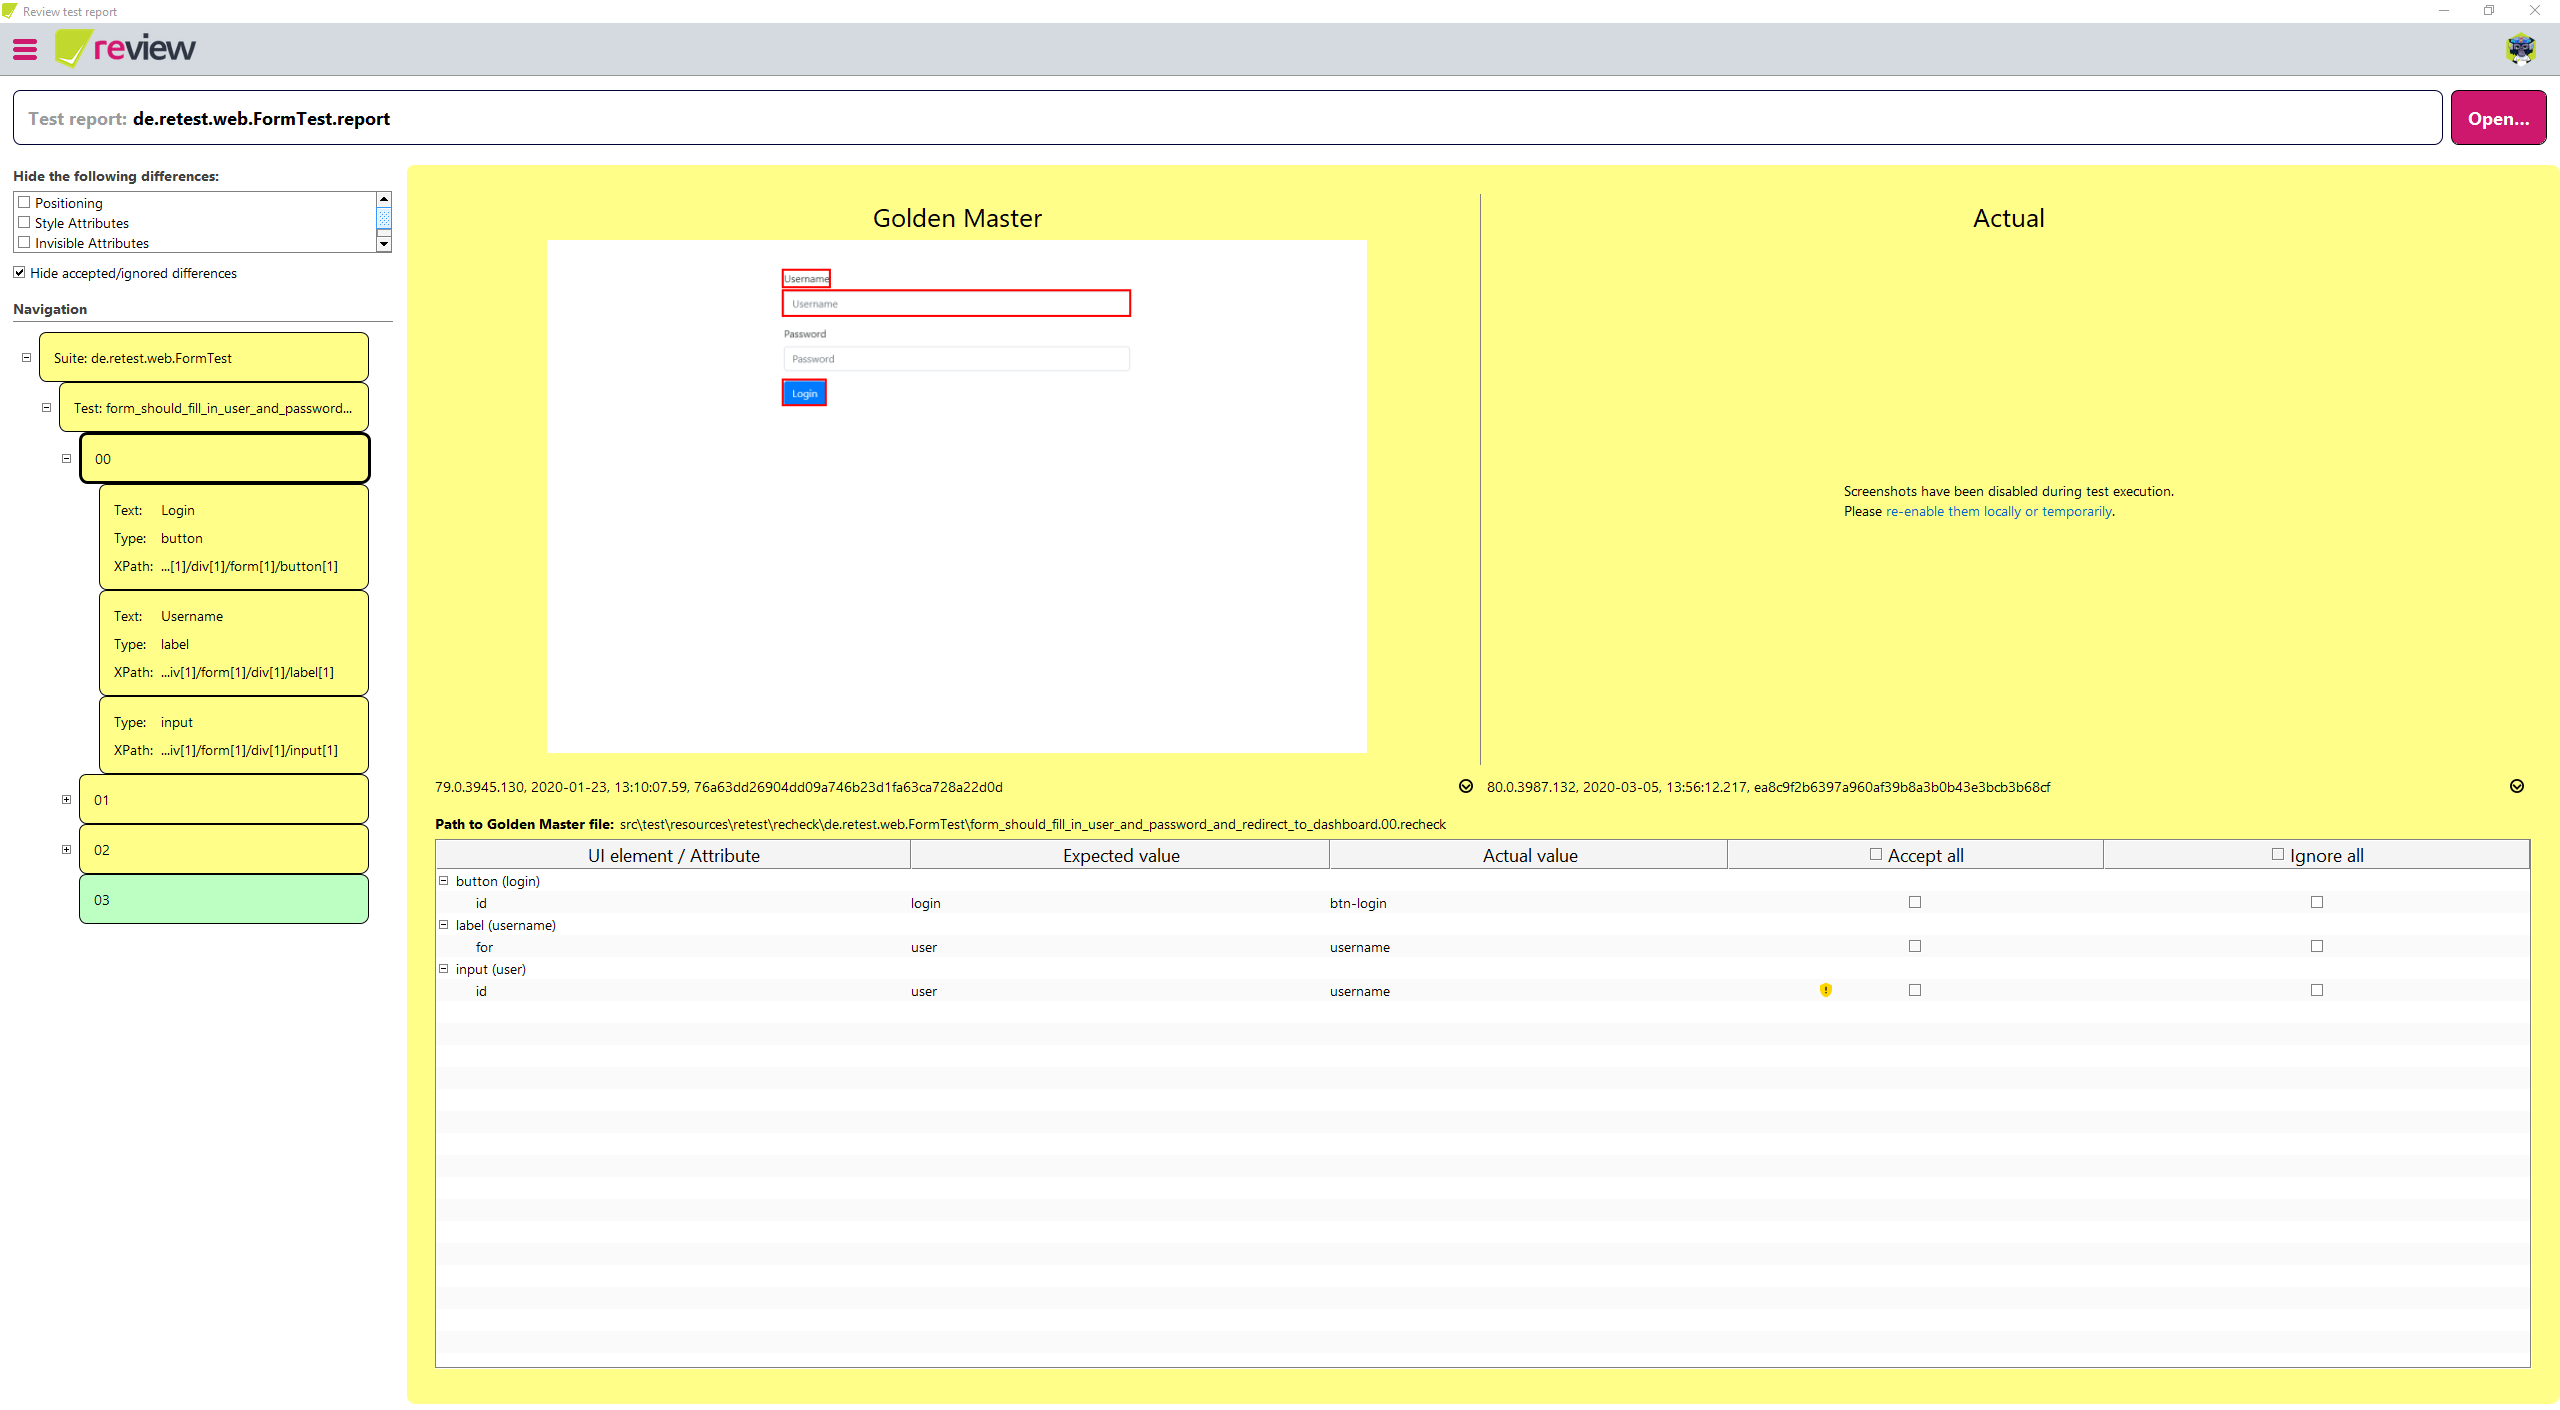 Review test report
review
Test report: de.retest.web.FormTest.report
Open...
Hide the following differences:
Positioning
Style Attributes
Invisible Attributes
Hide accepted/ignored differences
Navigation
Suite: de.retest.web.FormTest
Test: form_should_fill_in_user_and_password...
00
Text: Login
Type: button
XPath: ...[1]/div[1]/form[1]/button[1]
Text: Username
Type: label
XPath: ...iv[1]/form[1]/div[1]/label[1]
Type: input
XPath: ...iv[1]/form[1]/div[1]/input[1]
01
02
03
Golden Master
Username
Username
Password
Password
Login
Actual
Screenshots have been disabled during test execution.
Please re-enable them locally or temporarily.
79.0.3945.130, 2020-01-23, 13:10:07.59, 76a63dd26904dd09a746b23d1fa63ca728a22d0d
80.0.3987.132, 2020-03-05, 13:56:12.217, ea8c9f2b6397a960af39b8a3b0b43e3bcb3b68cf
Path to Golden Master file: src\test\resources\retest\recheck\de.retest.web.FormTest\form_should_fill_in_user_and_password_and_redirect_to_dashboard.00.recheck
UI element / Attribute Expected value Actual value Accept all Ignore all
button (login)
id login btn-login
label (username)
for user username
input (user)
id user username